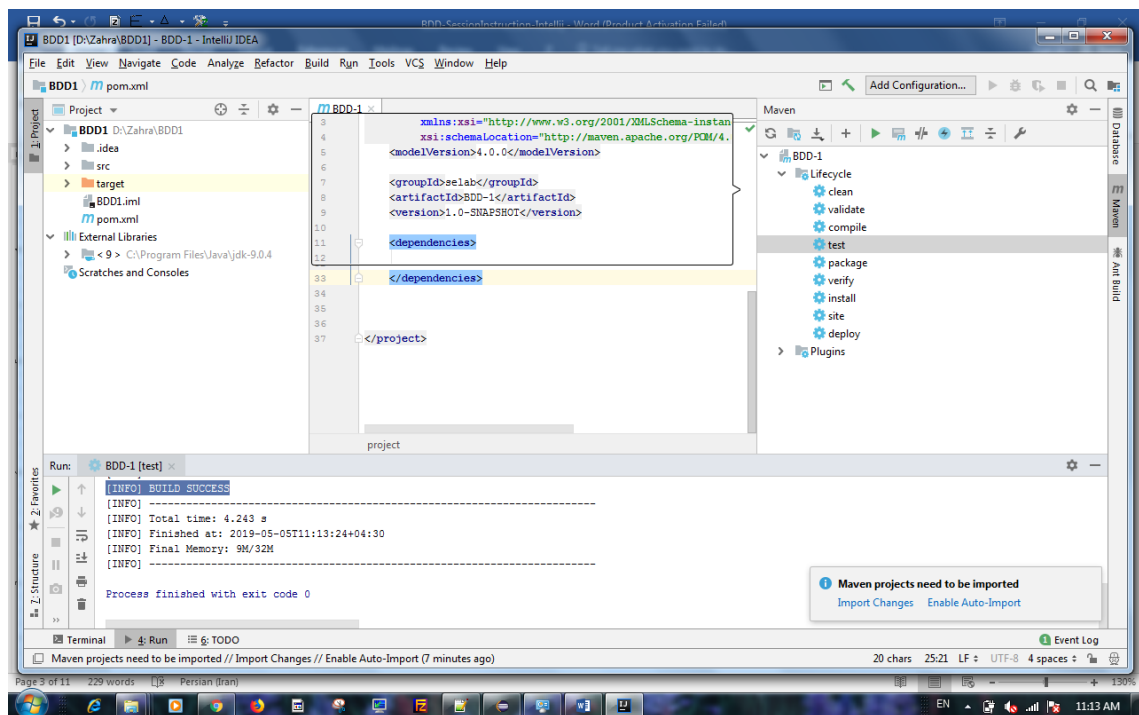 BDD-SessionInstruction-Intellij - Word (Product Activation Failed)
BDD1 [D:\Zahra\BDD1] - BDD-1 - IntelliJ IDEA
File Edit View Navigate Code Analyze Refactor Build Run Tools VCS Window Help
BDD1 pom.xml
Add Configuration...
1: Project
Project
BDD1 D:\Zahra\BDD1
.idea
src
target
BDD1.iml
pom.xml
External Libraries
< 9 > C:\Program Files\Java\jdk-9.0.4
Scratches and Consoles
BDD-1
3 xmlns:xsi="http://www.w3.org/2001/XMLSchema-instan
4 xsi:schemaLocation="http://maven.apache.org/POM/4.
5 <modelVersion>4.0.0</modelVersion>
6
7 <groupId>selab</groupId>
8 <artifactId>BDD-1</artifactId>
9 <version>1.0-SNAPSHOT</version>
10
11 <dependencies>
12
33 </dependencies>
34
35
36
37 </project>
project
Maven
BDD-1
Lifecycle
clean
validate
compile
test
package
verify
install
site
deploy
Plugins
Database
Maven
Ant Build
2: Favorites
7: Structure
Run: BDD-1 [test]
[INFO] BUILD SUCCESS
[INFO] ------------------------------------------------------------------------
[INFO] Total time: 4.243 s
[INFO] Finished at: 2019-05-05T11:13:24+04:30
[INFO] Final Memory: 9M/32M
[INFO] ------------------------------------------------------------------------
Process finished with exit code 0
Maven projects need to be imported
Import Changes Enable Auto-Import
Terminal 4: Run 6: TODO
1 Event Log
Maven projects need to be imported // Import Changes // Enable Auto-Import (7 minutes ago)
20 chars 25:21 LF UTF-8 4 spaces
Page 3 of 11 229 words Persian (Iran)
130%
EN
11:13 AM